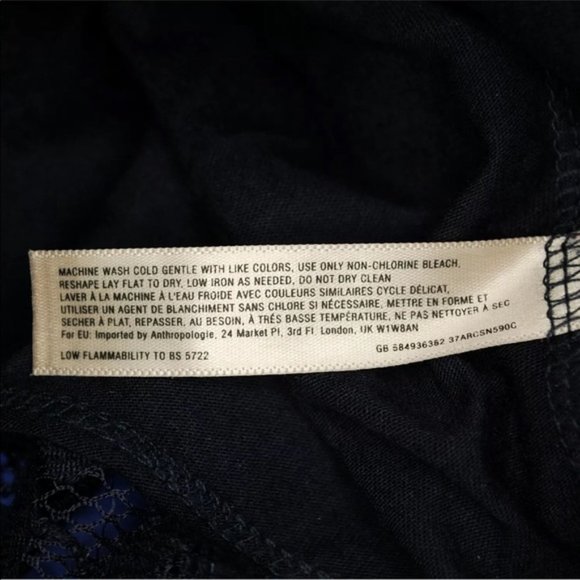 MACHINE WASH COLD GENTLE WITH LIKE COLORS, USE ONLY NON-CHLORINE BLEACH,
RESHAPE LAY FLAT TO DRY, LOW IRON AS NEEDED, DO NOT DRY CLEAN
LAVER À LA MACHINE À L'EAU FROIDE AVEC COULEURS SIMILAIRES CYCLE DÉLICAT,
UTILISER UN AGENT DE BLANCHIMENT SANS CHLORE SI NÉCESSAIRE, METTRE EN FORME ET
SÉCHER À PLAT, REPASSER, AU BESOIN, À TRÉS BASSE TEMPÉRATURE, NE PAS NETTOYER À SEC
For EU: Imported by Anthropologie, 24 Market Pl, 3rd Fl. London, UK W1W8AN
LOW FLAMMABILITY TO BS 5722 GB 584936382 37ARCSN590C